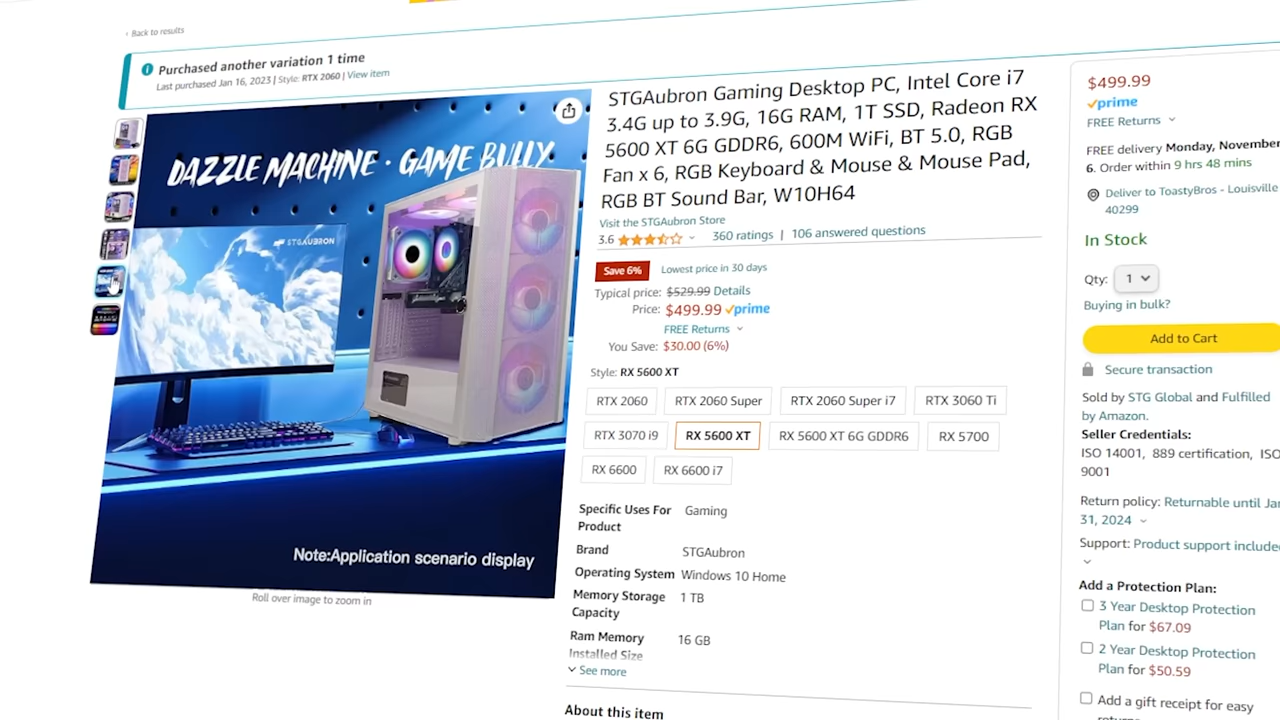 ‹ Back to results
Purchased another variation 1 time
Last purchased Jan 16, 2023 | Style: RTX 2060 | View item
DAZZLE MACHINE · GAME BULLY
STGAUBRON
Note:Application scenario display
Roll over image to zoom in
STGAubron Gaming Desktop PC, Intel Core i7
3.4G up to 3.9G, 16G RAM, 1T SSD, Radeon RX
5600 XT 6G GDDR6, 600M WiFi, BT 5.0, RGB
Fan x 6, RGB Keyboard & Mouse & Mouse Pad,
RGB BT Sound Bar, W10H64
Visit the STGAubron Store
3.6 360 ratings | 106 answered questions
Save 6% Lowest price in 30 days
Typical price: $529.99 Details
Price: $499.99 prime
FREE Returns
You Save: $30.00 (6%)
Style: RX 5600 XT
RTX 2060 RTX 2060 Super RTX 2060 Super i7 RTX 3060 Ti
RTX 3070 i9 RX 5600 XT RX 5600 XT 6G GDDR6 RX 5700
RX 6600 RX 6600 i7
Specific Uses For Gaming
Product
Brand STGAubron
Operating System Windows 10 Home
Memory Storage 1 TB
Capacity
Ram Memory 16 GB
Installed Size
See more
About this item
$499.99
prime
FREE Returns
FREE delivery Monday, November
6. Order within 9 hrs 48 mins
Deliver to ToastyBros - Louisville
40299
In Stock
Qty: 1
Buying in bulk?
Add to Cart
Secure transaction
Sold by STG Global and Fulfilled
by Amazon.
Seller Credentials:
ISO 14001, 889 certification, ISO
9001
Return policy: Returnable until Jan
31, 2024
Support: Product support included
Add a Protection Plan:
3 Year Desktop Protection
Plan for $67.09
2 Year Desktop Protection
Plan for $50.59
Add a gift receipt for easy
returns